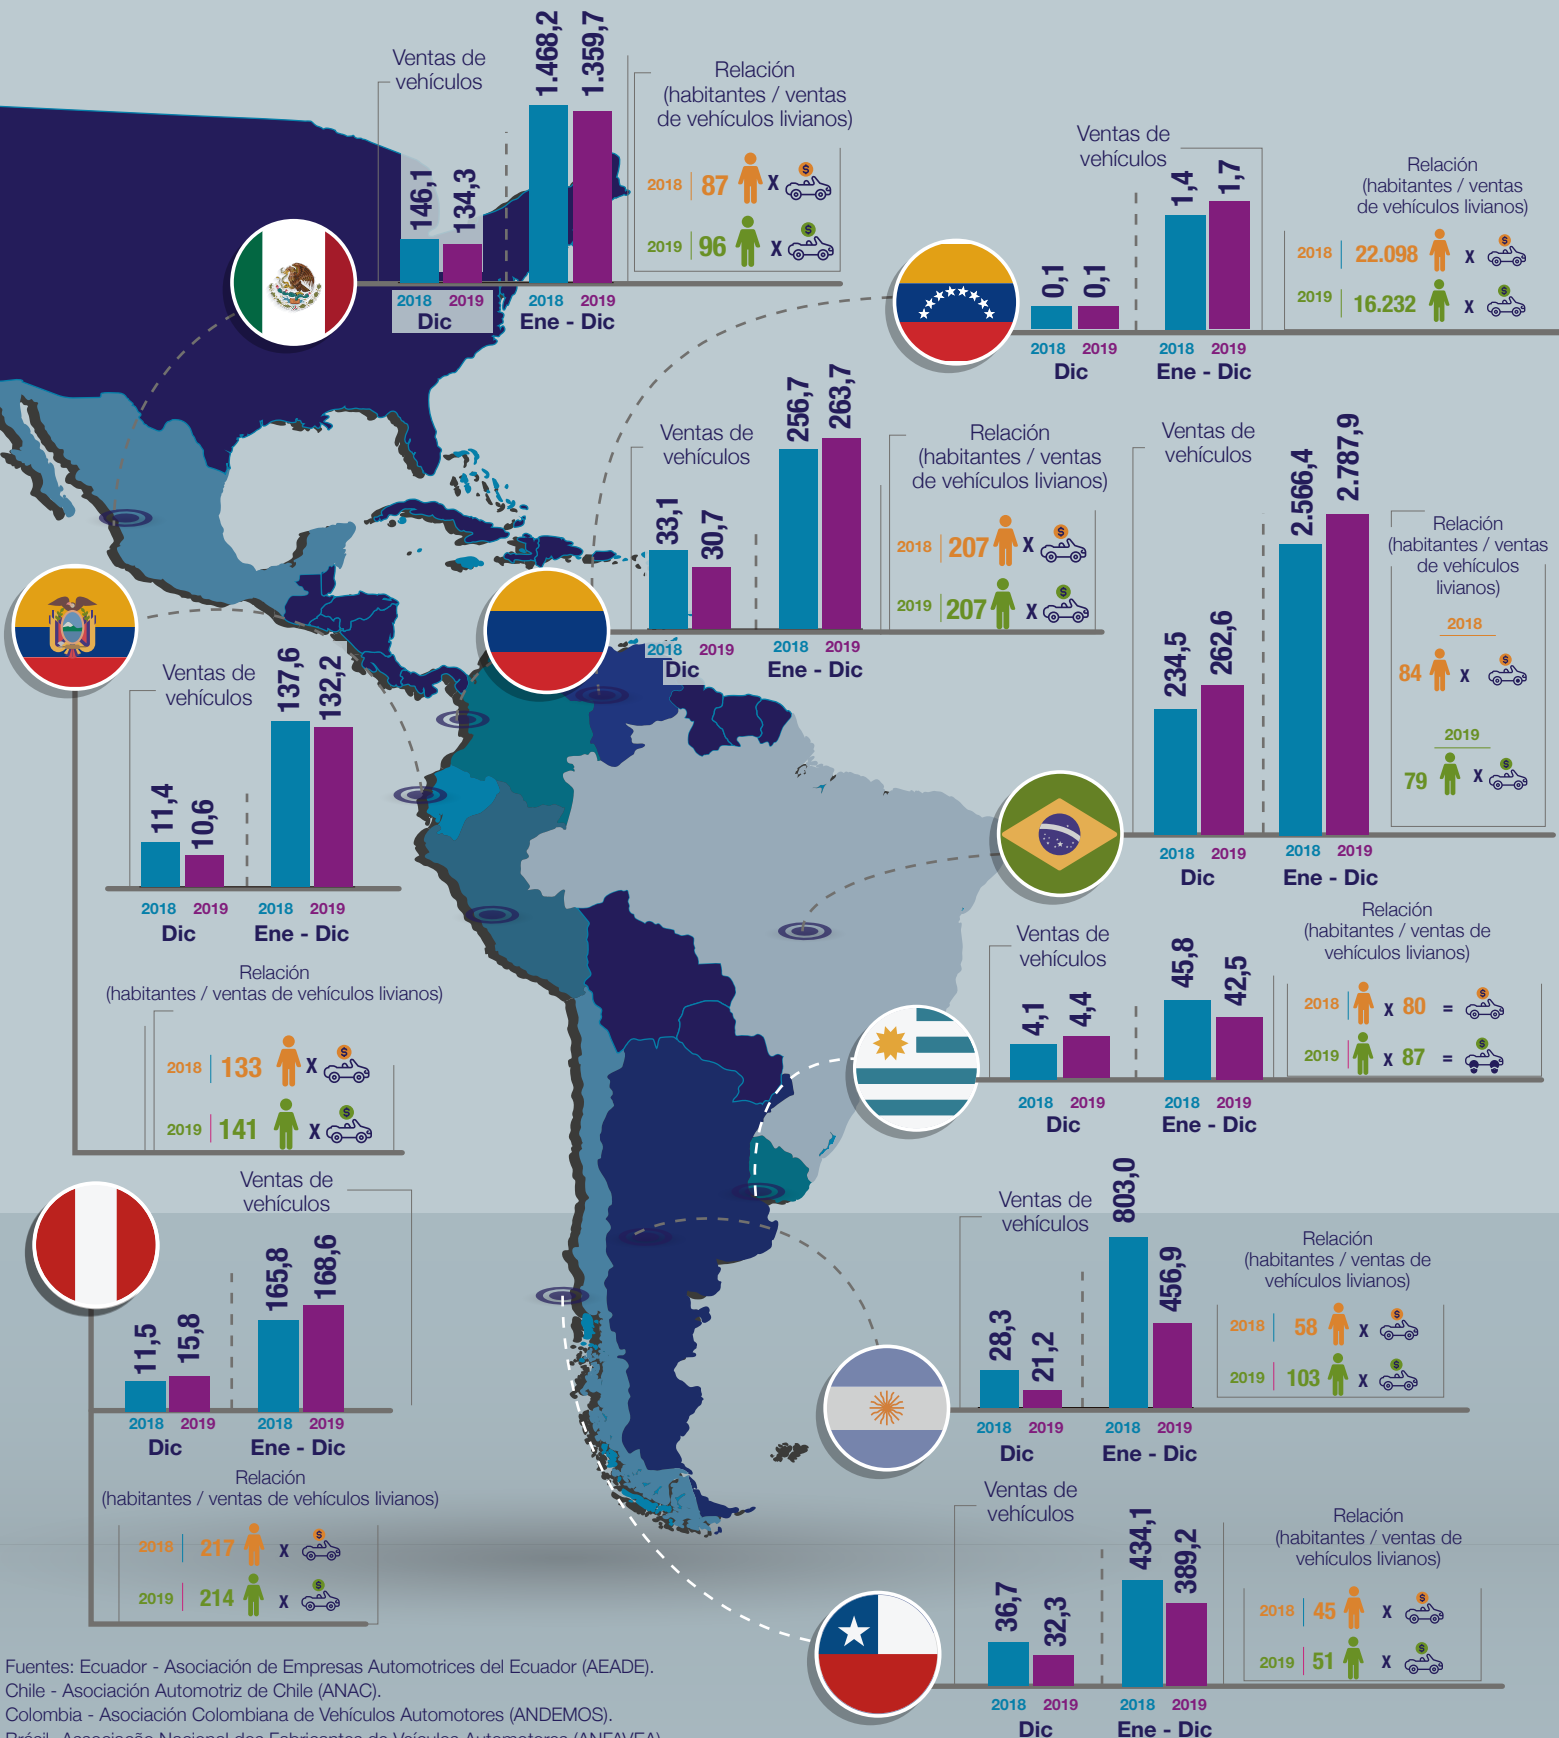 Ventas de
vehículos
146,1
134,3
1.468,2
1.359,7
2018 2019
Dic
2018 2019
Ene - Dic
Relación
(habitantes / ventas
de vehículos livianos)
2018 87 X $
2019 96 X $
Ventas de
vehículos
0,1
0,1
1,4
1,7
2018 2019
Dic
2018 2019
Ene - Dic
Relación
(habitantes / ventas
de vehículos livianos)
2018 22.098 X $
2019 16.232 X $
Ventas de
vehículos
33,1
30,7
256,7
263,7
2018 2019
Dic
2018 2019
Ene - Dic
Relación
(habitantes / ventas
de vehículos livianos)
2018 207 X $
2019 207 X $
Ventas de
vehículos
234,5
262,6
2.566,4
2.787,9
2018 2019
Dic
2018 2019
Ene - Dic
Relación
(habitantes / ventas
de vehículos
livianos)
2018
84 X $
2019
79 X $
Ventas de
vehículos
11,4
10,6
137,6
132,2
2018 2019
Dic
2018 2019
Ene - Dic
Relación
(habitantes / ventas de vehículos livianos)
2018 133 X $
2019 141 X $
Ventas de
vehículos
4,1
4,4
45,8
42,5
2018 2019
Dic
2018 2019
Ene - Dic
Relación
(habitantes / ventas de
vehículos livianos)
2018 X 80 = $
2019 X 87 = $
Ventas de
vehículos
11,5
15,8
165,8
168,6
2018 2019
Dic
2018 2019
Ene - Dic
Relación
(habitantes / ventas de vehículos livianos)
2018 217 X $
2019 214 X $
Ventas de
vehículos
28,3
21,2
803,0
456,9
2018 2019
Dic
2018 2019
Ene - Dic
Relación
(habitantes / ventas de
vehículos livianos)
2018 58 X $
2019 103 X $
Ventas de
vehículos
36,7
32,3
434,1
389,2
2018 2019
Dic
2018 2019
Ene - Dic
Relación
(habitantes / ventas de
vehículos livianos)
2018 45 X $
2019 51 X $
Fuentes: Ecuador - Asociación de Empresas Automotrices del Ecuador (AEADE).
Chile - Asociación Automotriz de Chile (ANAC).
Colombia - Asociación Colombiana de Vehículos Automotores (ANDEMOS).
Brásil- Associação Nacional dos Fabricantes de Veículos Automotores (ANFAVEA)